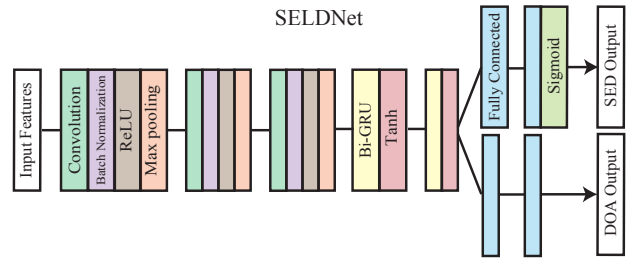 SELDNet
Input Features
Convolution
Batch Normalization
ReLU
Max pooling
Bi-GRU
Tanh
Fully Connected
Sigmoid
SED Output
DOA Output